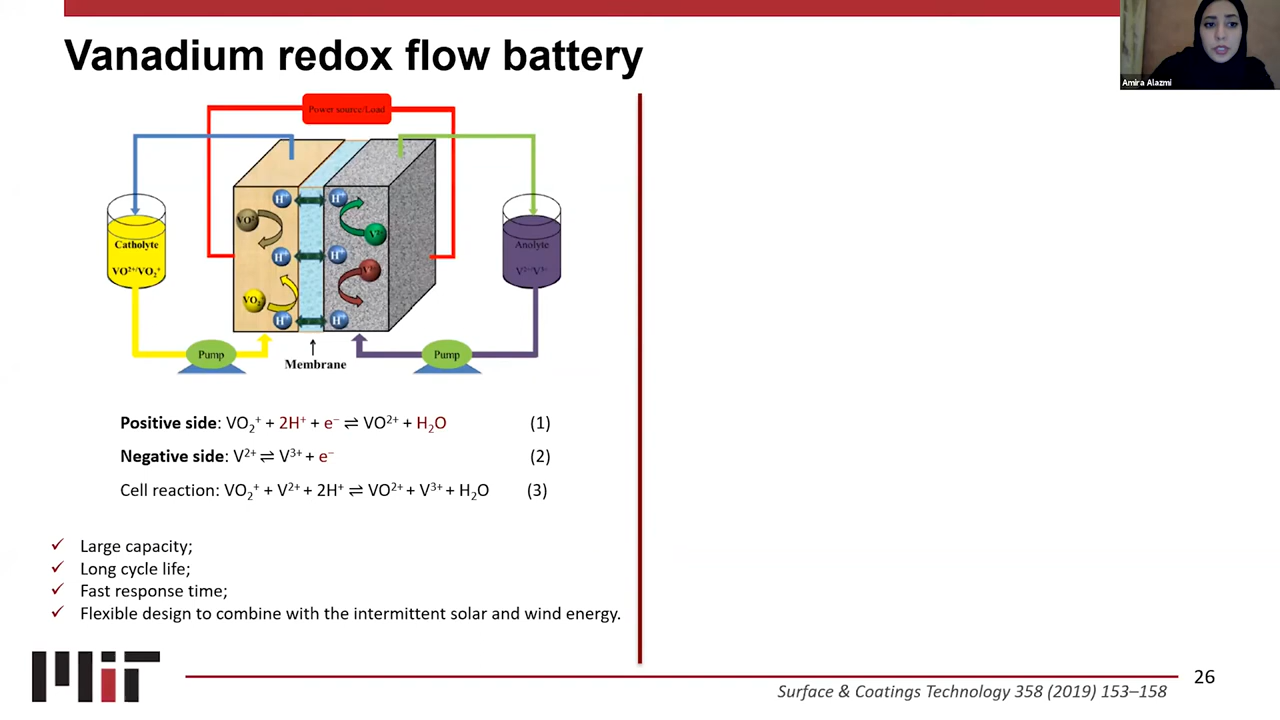 Vanadium redox flow battery
Amira Alazmi
Power source/Load
H⁺ H⁺
VO²⁺
Catholyte
VO²⁺/VO₂⁺
Anolyte
V²⁺/V³⁺
H⁺ H⁺
VO₂⁺
H⁺ H⁺
Pump
Pump
Membrane
Positive side: VO₂⁺ + 2H⁺ + e⁻ ⇌ VO²⁺ + H₂O (1)
Negative side: V²⁺ ⇌ V³⁺ + e⁻ (2)
Cell reaction: VO₂⁺ + V²⁺ + 2H⁺ ⇌ VO²⁺ + V³⁺ + H₂O (3)
✓ Large capacity;
✓ Long cycle life;
✓ Fast response time;
✓ Flexible design to combine with the intermittent solar and wind energy.
MIT
26
Surface & Coatings Technology 358 (2019) 153–158